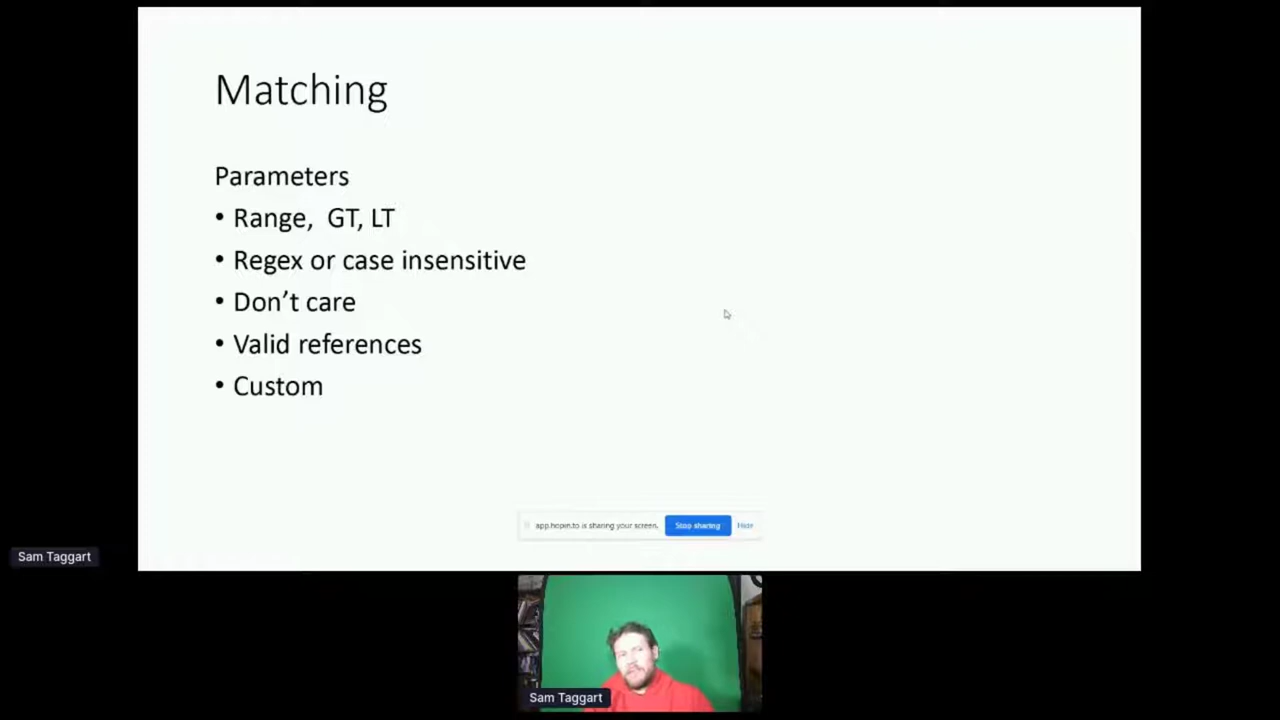 Matching
Parameters
• Range, GT, LT
• Regex or case insensitive
• Don’t care
• Valid references
• Custom
app.hopin.to is sharing your screen. Stop sharing Hide
Sam Taggart
Sam Taggart